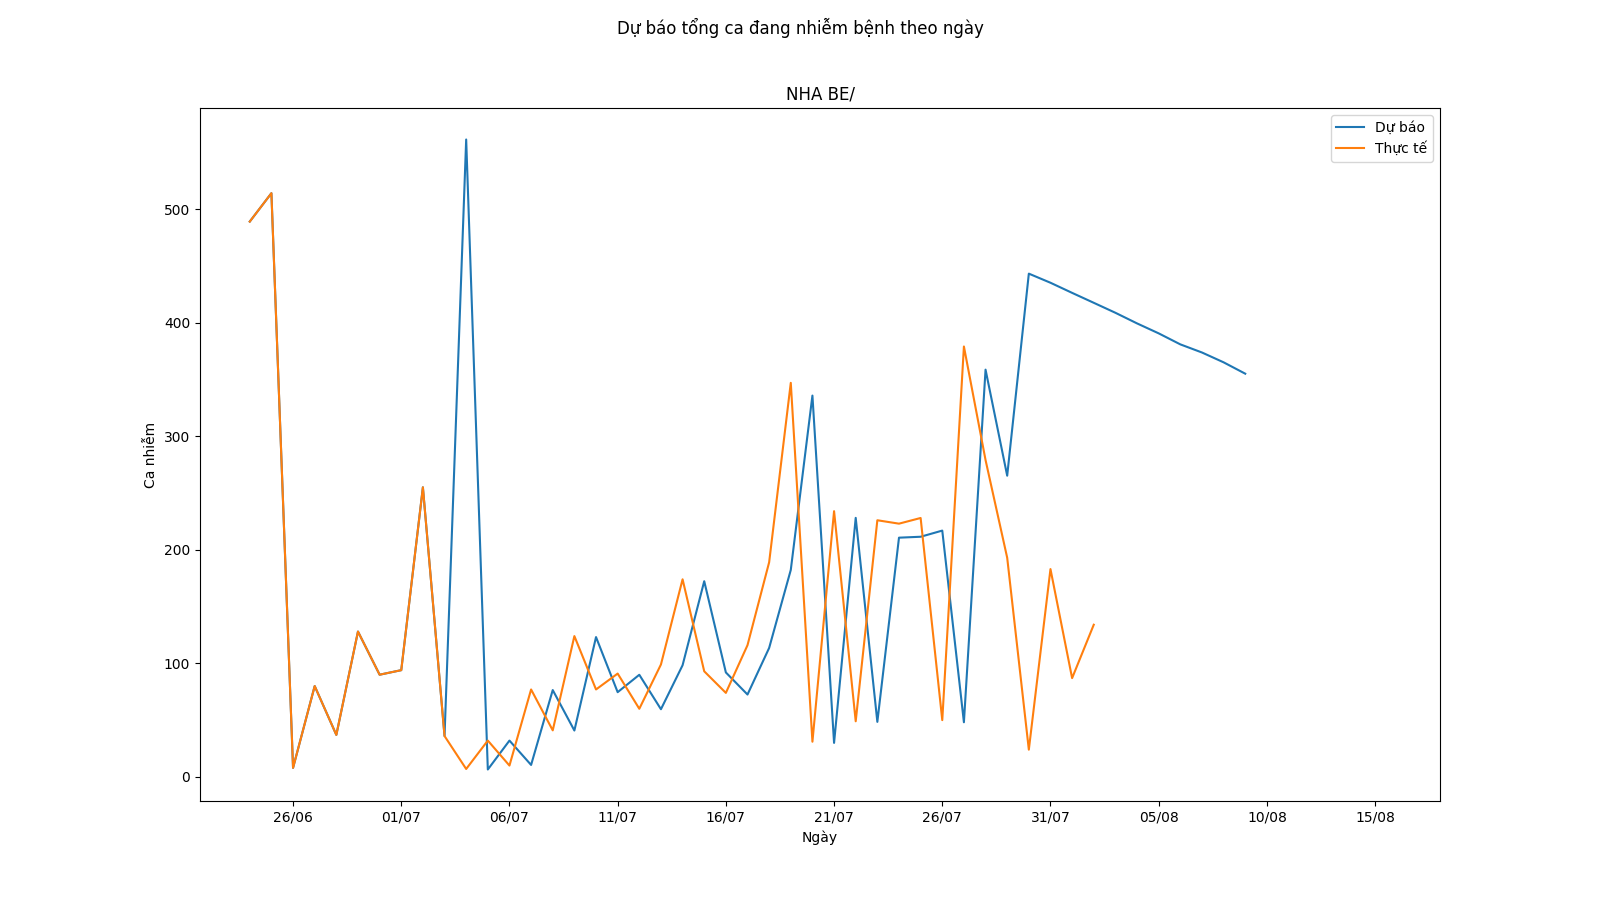 Dự báo tổng ca đang nhiễm bệnh theo ngày
NHA BE/
Dự báo
Thực tế
Ca nhiễm
500
400
300
200
100
0
26/06
01/07
06/07
11/07
16/07
21/07
26/07
31/07
05/08
10/08
15/08
Ngày